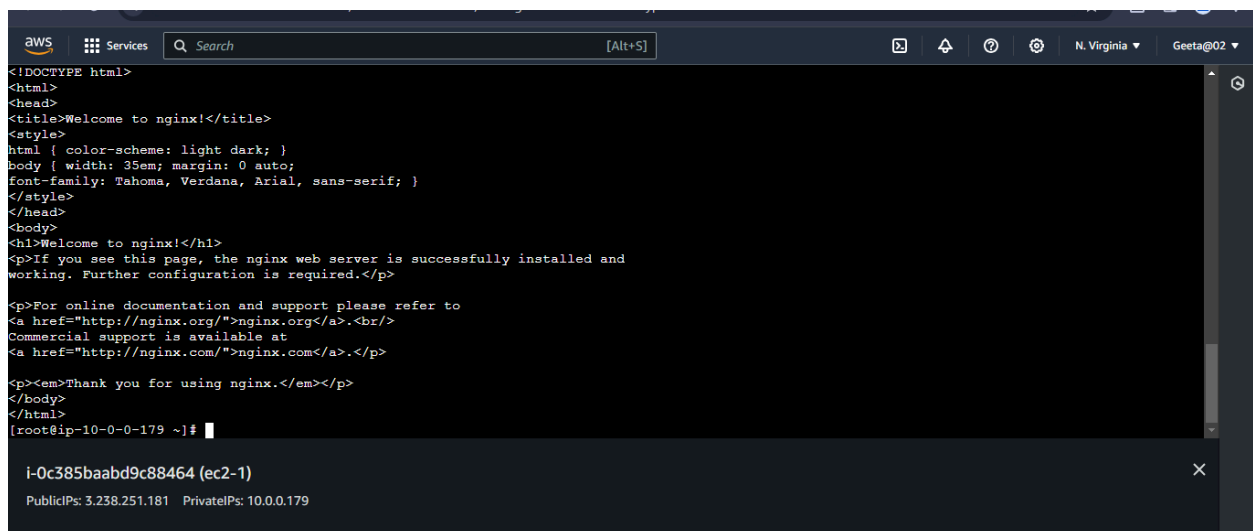 aws Services Search [Alt+S] N. Virginia Geeta@02
<!DOCTYPE html>
<html>
<head>
<title>Welcome to nginx!</title>
<style>
html { color-scheme: light dark; }
body { width: 35em; margin: 0 auto;
font-family: Tahoma, Verdana, Arial, sans-serif; }
</style>
</head>
<body>
<h1>Welcome to nginx!</h1>
<p>If you see this page, the nginx web server is successfully installed and
working. Further configuration is required.</p>
<p>For online documentation and support please refer to
<a href="http://nginx.org/">nginx.org</a>.<br/>
Commercial support is available at
<a href="http://nginx.com/">nginx.com</a>.</p>
<p><em>Thank you for using nginx.</em></p>
</body>
</html>
[root@ip-10-0-0-179 ~]#
i-0c385baabd9c88464 (ec2-1)
PublicIPs: 3.238.251.181 PrivateIPs: 10.0.0.179